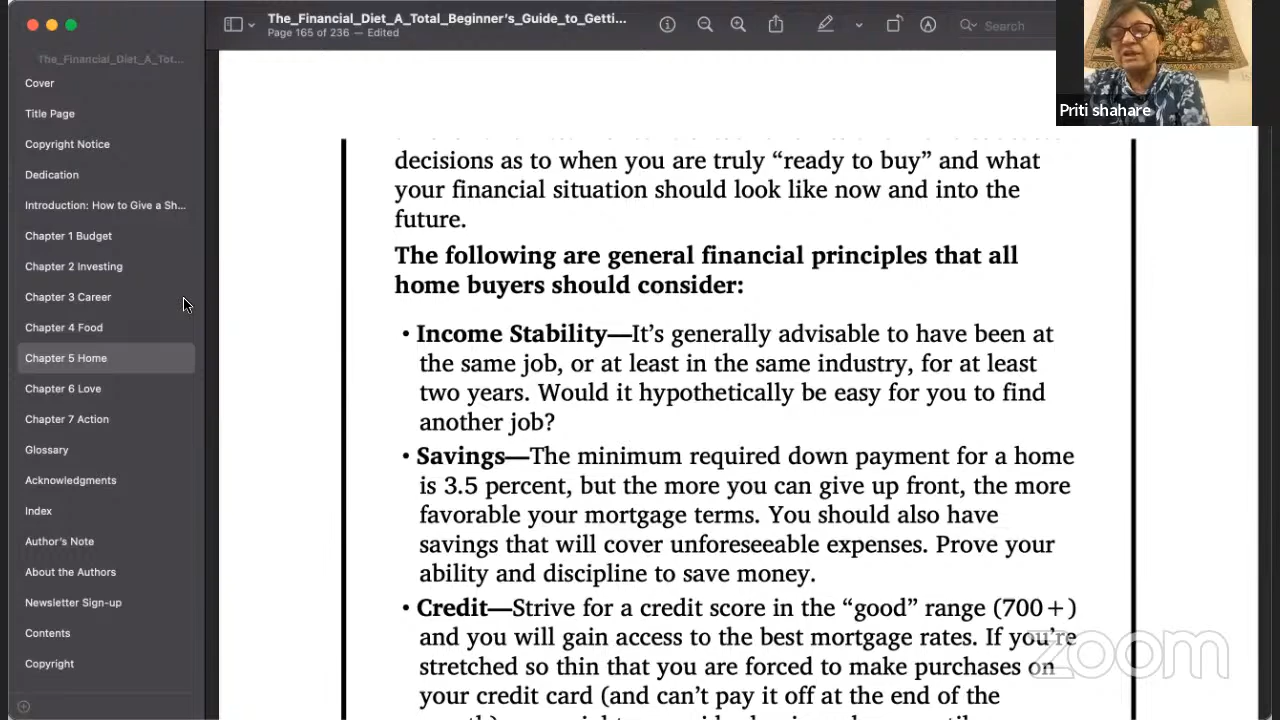 The_Financial_Diet_A_Total_Beginner's_Guide_to_Getti...
Page 165 of 236 — Edited
Search
Priti shahare
The_Financial_Diet_A_Tot...
Cover
Title Page
Copyright Notice
Dedication
Introduction: How to Give a Sh...
Chapter 1 Budget
Chapter 2 Investing
Chapter 3 Career
Chapter 4 Food
Chapter 5 Home
Chapter 6 Love
Chapter 7 Action
Glossary
Acknowledgments
Index
Author's Note
About the Authors
Newsletter Sign-up
Contents
Copyright
decisions as to when you are truly “ready to buy” and what
your financial situation should look like now and into the
future.
The following are general financial principles that all
home buyers should consider:
• Income Stability—It’s generally advisable to have been at
the same job, or at least in the same industry, for at least
two years. Would it hypothetically be easy for you to find
another job?
• Savings—The minimum required down payment for a home
is 3.5 percent, but the more you can give up front, the more
favorable your mortgage terms. You should also have
savings that will cover unforeseeable expenses. Prove your
ability and discipline to save money.
• Credit—Strive for a credit score in the “good” range (700+)
and you will gain access to the best mortgage rates. If you’re
stretched so thin that you are forced to make purchases on
your credit card (and can’t pay it off at the end of the
zoom